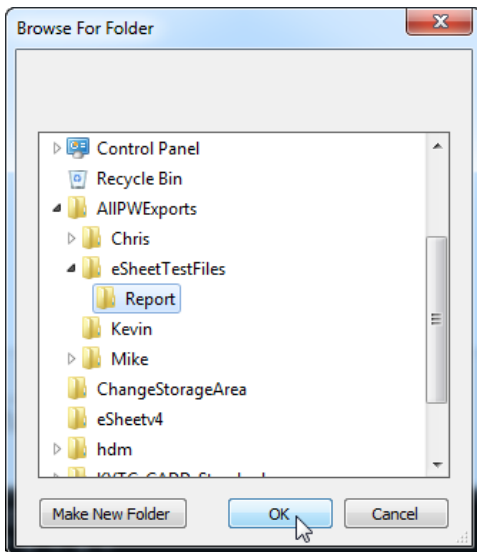 Browse For Folder
Control Panel
Recycle Bin
AllPWExports
Chris
eSheetTestFiles
Report
Kevin
Mike
ChangeStorageArea
eSheetv4
hdm
Make New Folder
OK
Cancel